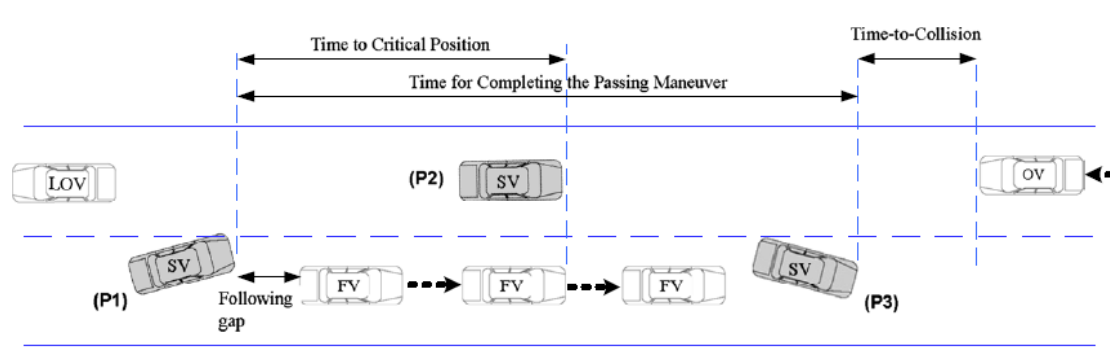 Time to Critical Position
Time-to-Collision
Time for Completing the Passing Maneuver
LOV
(P2)
SV
OV
SV
(P1)
Following
gap
FV
FV
FV
SV
(P3)